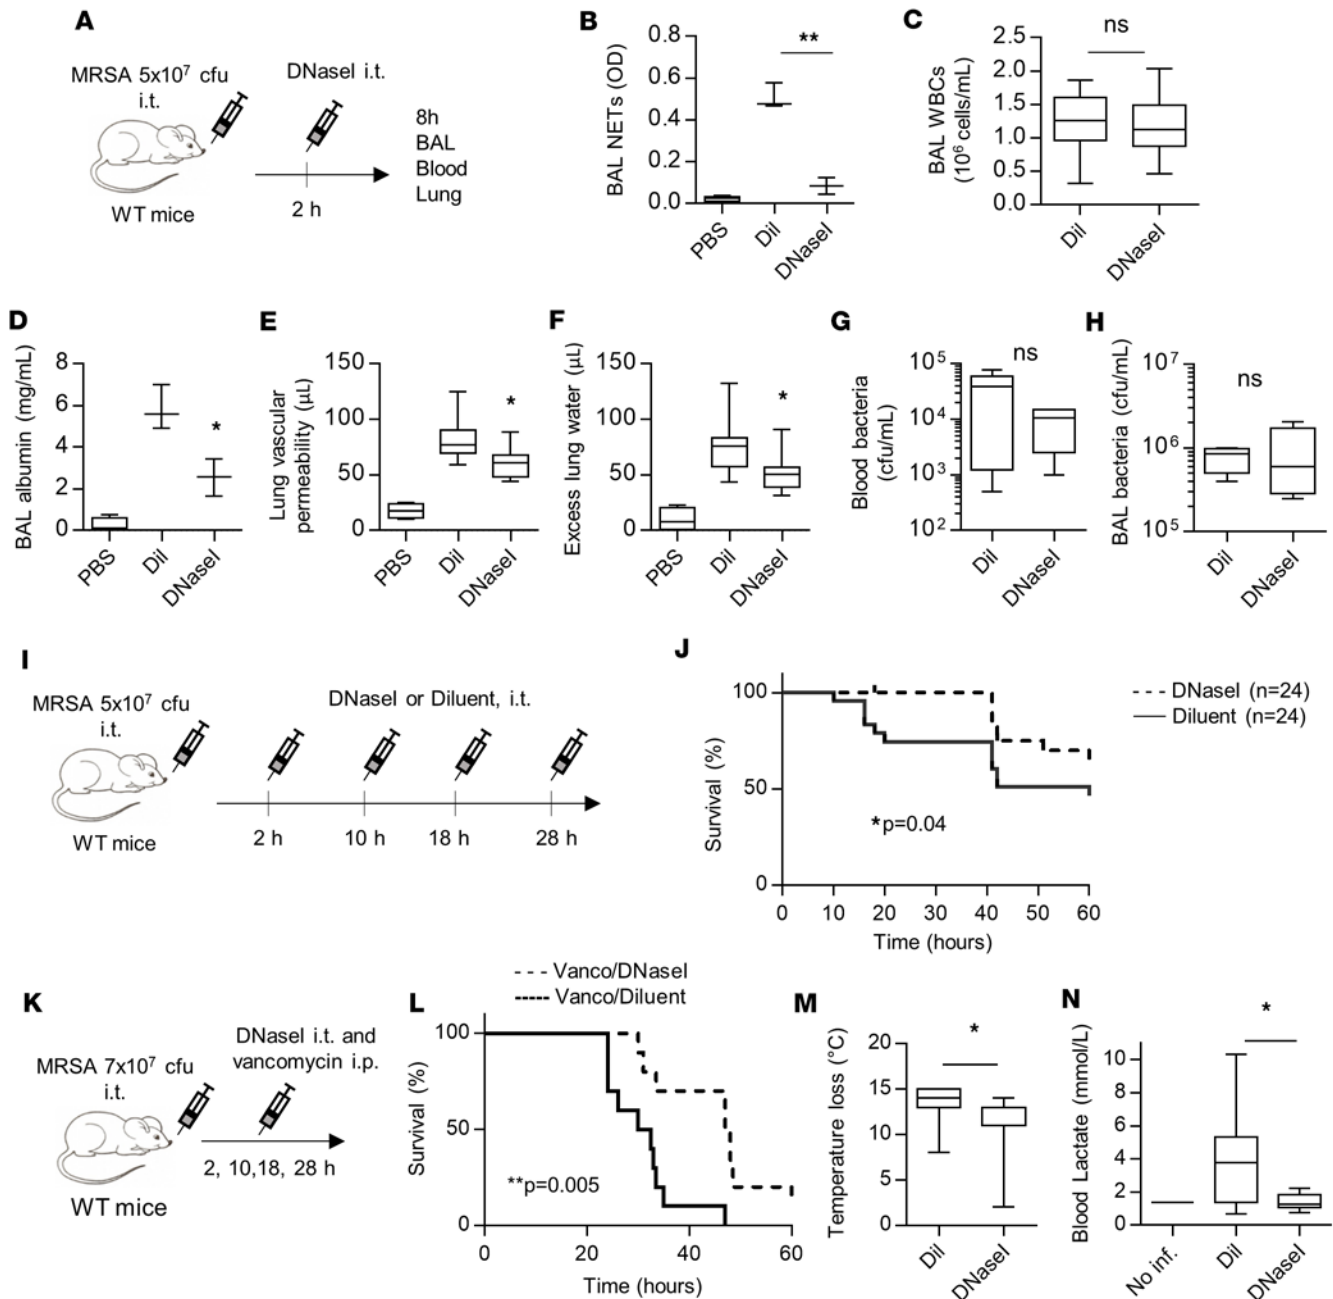 A
MRSA 5x10⁷ cfu
i.t.
DNaseI i.t.
8h
BAL
Blood
Lung
WT mice
2 h
B
BAL NETs (OD)
0.8
0.6
0.4
0.2
0.0
**
PBS
Dil
DNaseI
C
BAL WBCs
(10⁶ cells/mL)
2.5
2.0
1.5
1.0
0.5
0.0
ns
Dil
DNaseI
D
BAL albumin (mg/mL)
8
6
4
2
0
*
PBS
Dil
DNaseI
E
Lung vascular
permeability (µL)
150
100
50
0
*
PBS
Dil
DNaseI
F
Excess lung water (µL)
150
100
50
0
*
PBS
Dil
DNaseI
G
Blood bacteria
(cfu/mL)
10⁵
10⁴
10³
10²
ns
Dil
DNaseI
H
BAL bacteria (cfu/mL)
10⁷
10⁶
10⁵
ns
Dil
DNaseI
I
MRSA 5x10⁷ cfu
i.t.
DNaseI or Diluent, i.t.
WT mice
2 h
10 h
18 h
28 h
J
Survival (%)
100
50
0
*p=0.04
0 10 20 30 40 50 60
Time (hours)
DNaseI (n=24)
Diluent (n=24)
K
MRSA 7x10⁷ cfu
i.t.
DNaseI i.t. and
vancomycin i.p.
2, 10,18, 28 h
WT mice
L
Vanco/DNaseI
Vanco/Diluent
Survival (%)
100
50
0
**p=0.005
0 20 40 60
Time (hours)
M
Temperature loss (°C)
20
15
10
5
0
*
Dil
DNaseI
N
Blood Lactate (mmol/L)
10
8
6
4
2
0
*
No inf.
Dil
DNaseI